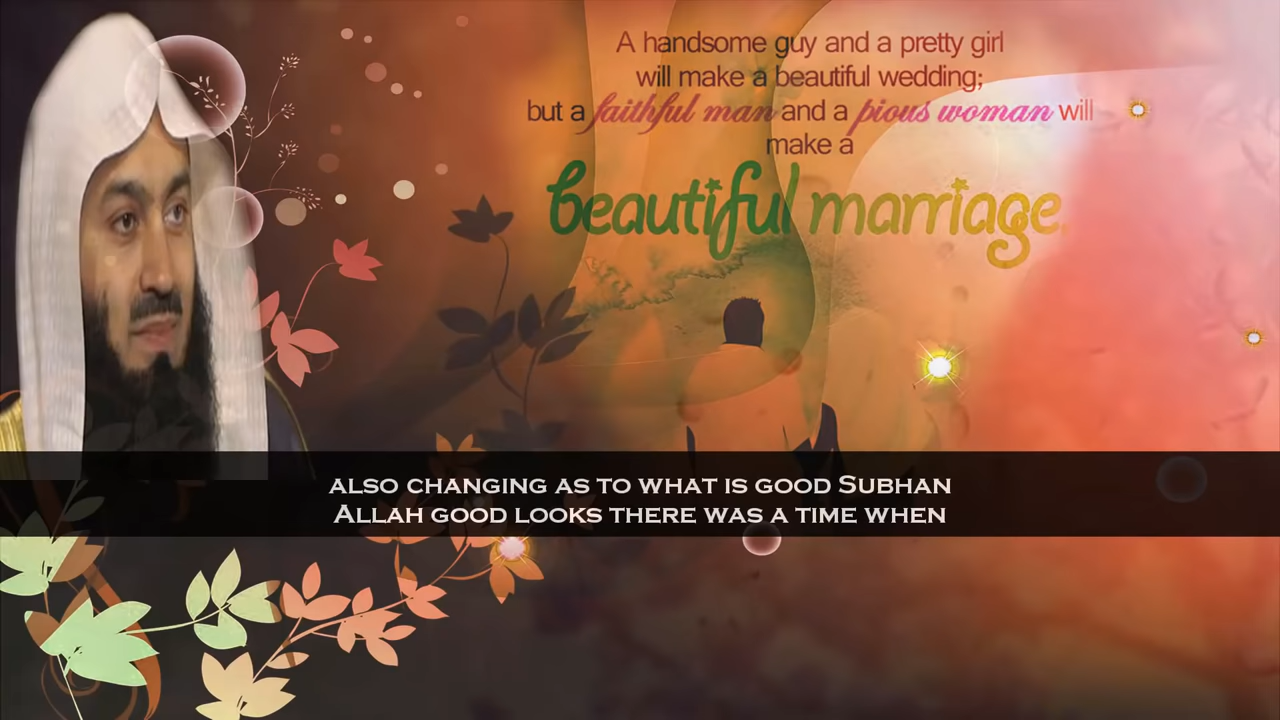 A handsome guy and a pretty girl
will make a beautiful wedding;
but a faithful man and a pious woman will
make a
beautiful marriage.
ALSO CHANGING AS TO WHAT IS GOOD SUBHAN
ALLAH GOOD LOOKS THERE WAS A TIME WHEN